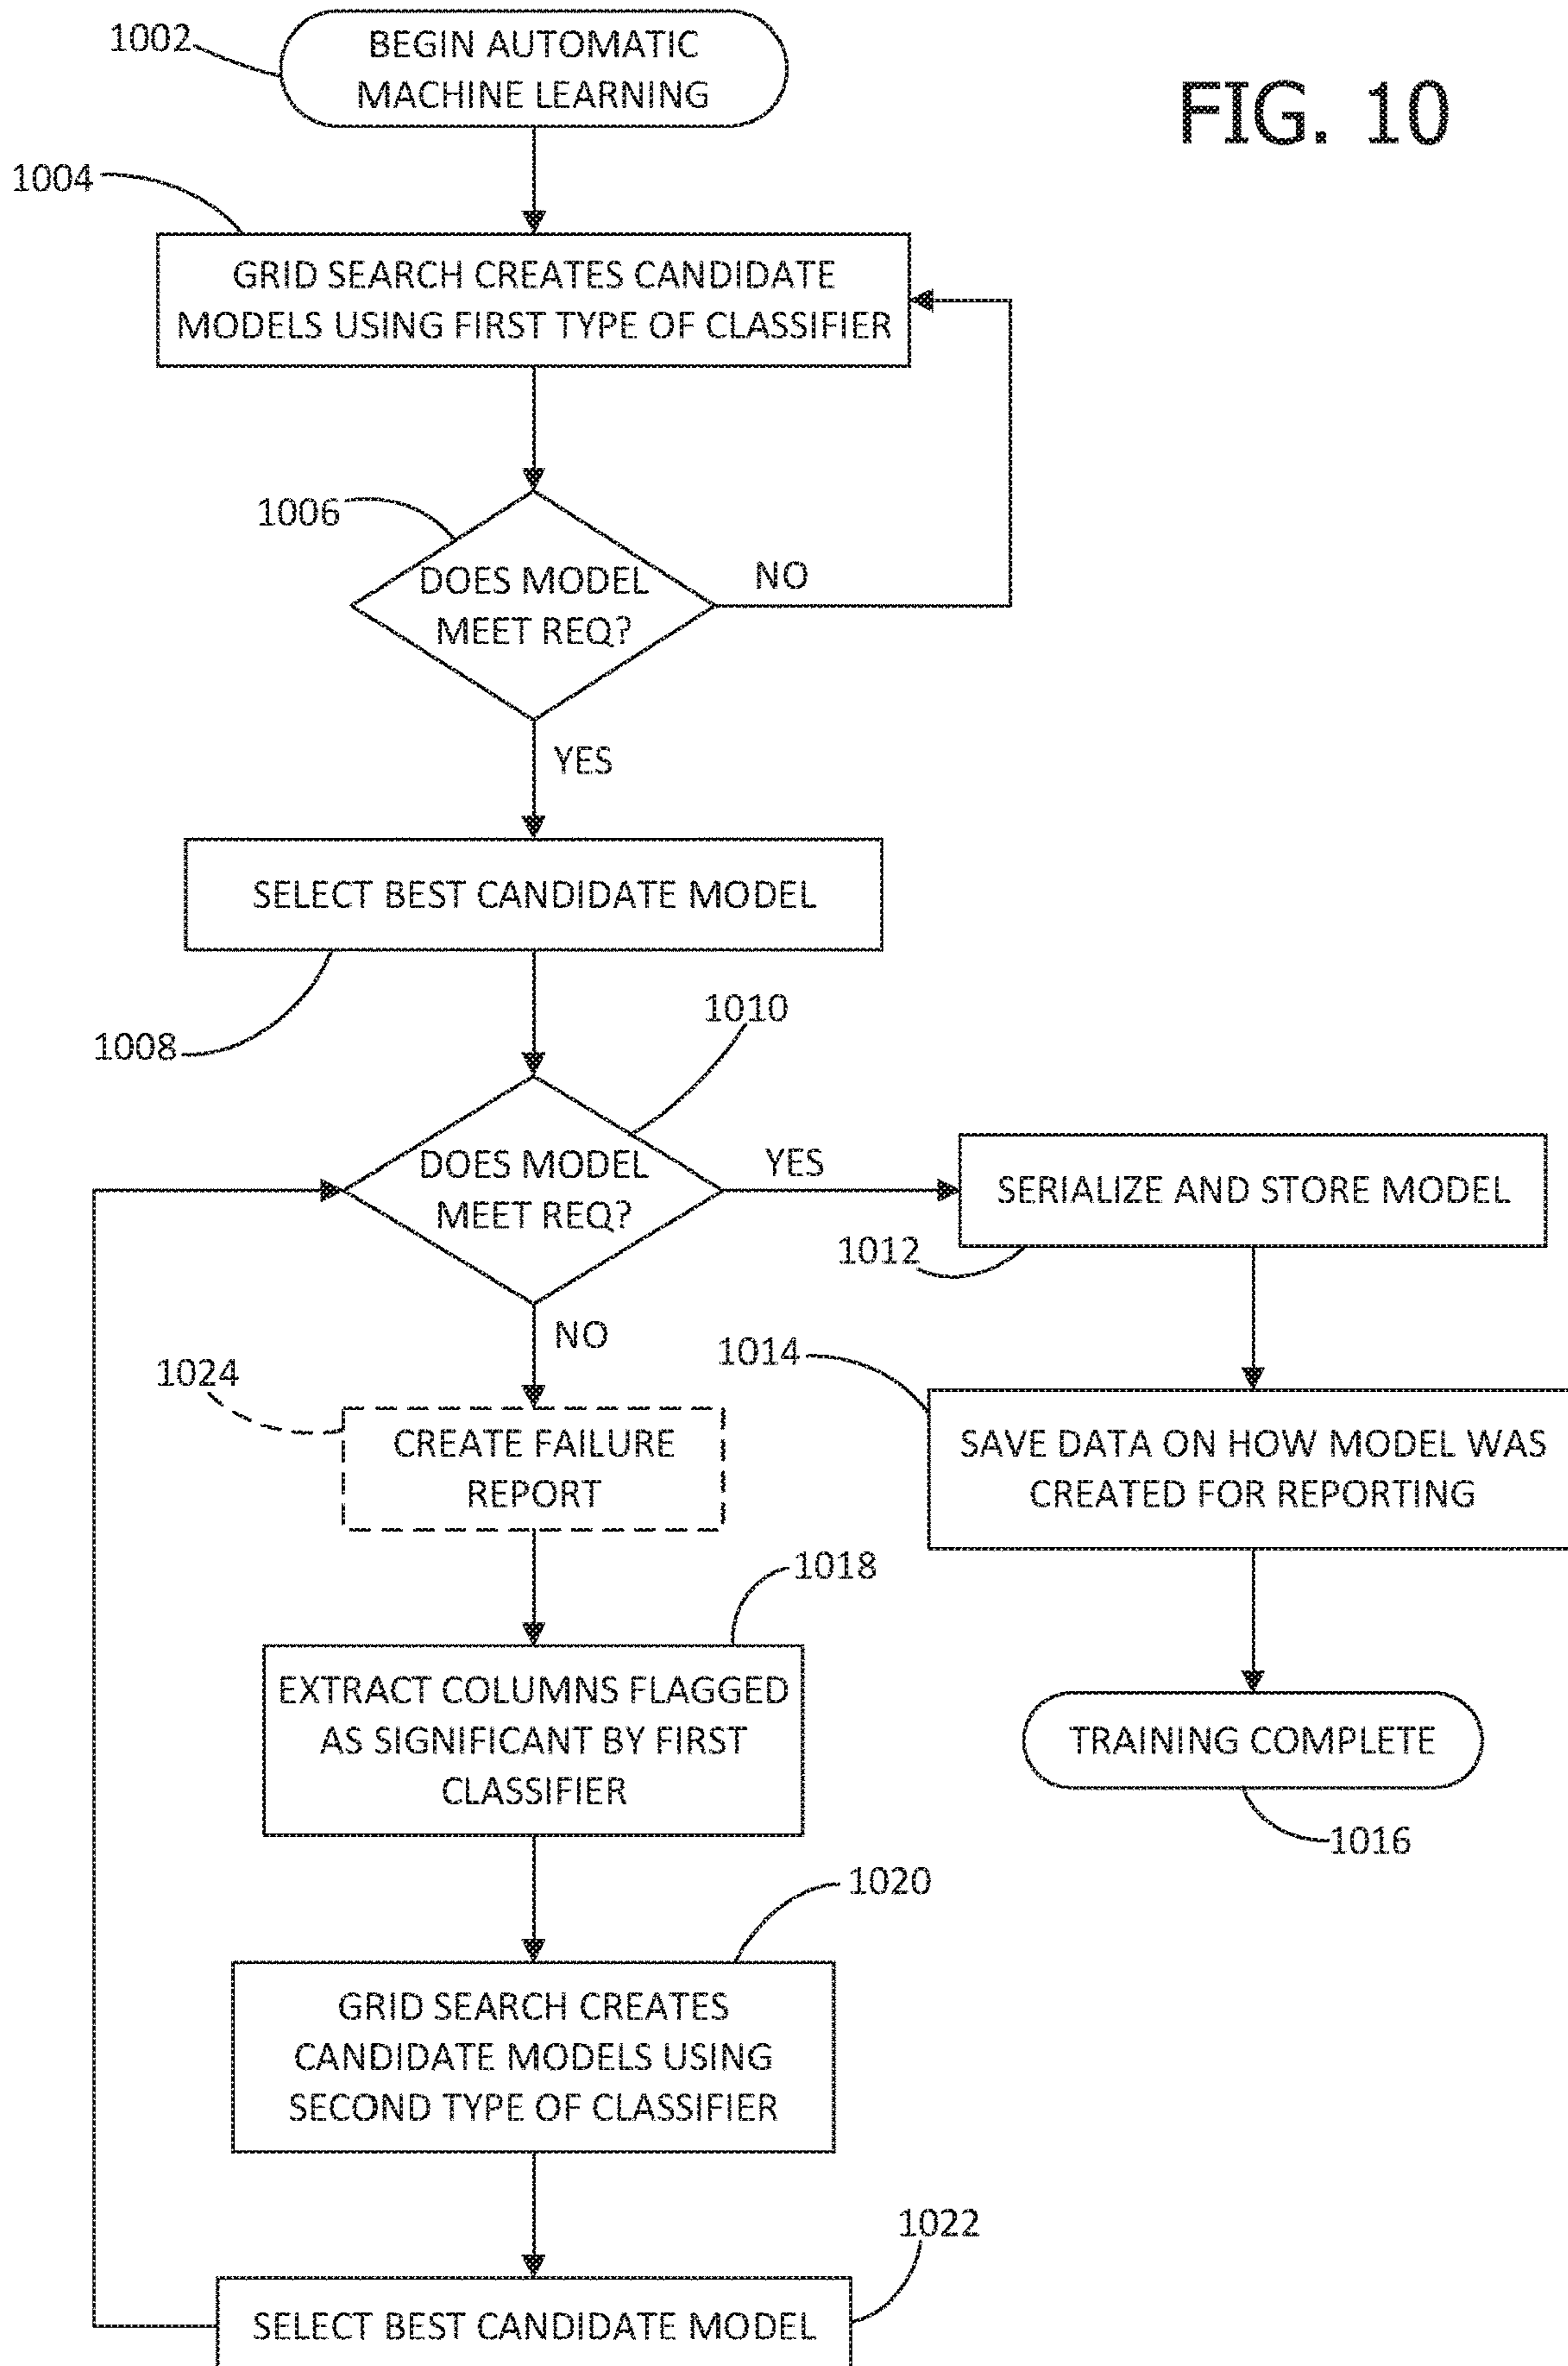 1002
BEGIN AUTOMATIC
MACHINE LEARNING
FIG. 10
1004
GRID SEARCH CREATES CANDIDATE
MODELS USING FIRST TYPE OF CLASSIFIER
1006
DOES MODEL
MEET REQ?
NO
YES
SELECT BEST CANDIDATE MODEL
1008
1010
DOES MODEL
MEET REQ?
YES
SERIALIZE AND STORE MODEL
1012
NO
1024
CREATE FAILURE
REPORT
1014
SAVE DATA ON HOW MODEL WAS
CREATED FOR REPORTING
1018
EXTRACT COLUMNS FLAGGED
AS SIGNIFICANT BY FIRST
CLASSIFIER
TRAINING COMPLETE
1016
1020
GRID SEARCH CREATES
CANDIDATE MODELS USING
SECOND TYPE OF CLASSIFIER
1022
SELECT BEST CANDIDATE MODEL